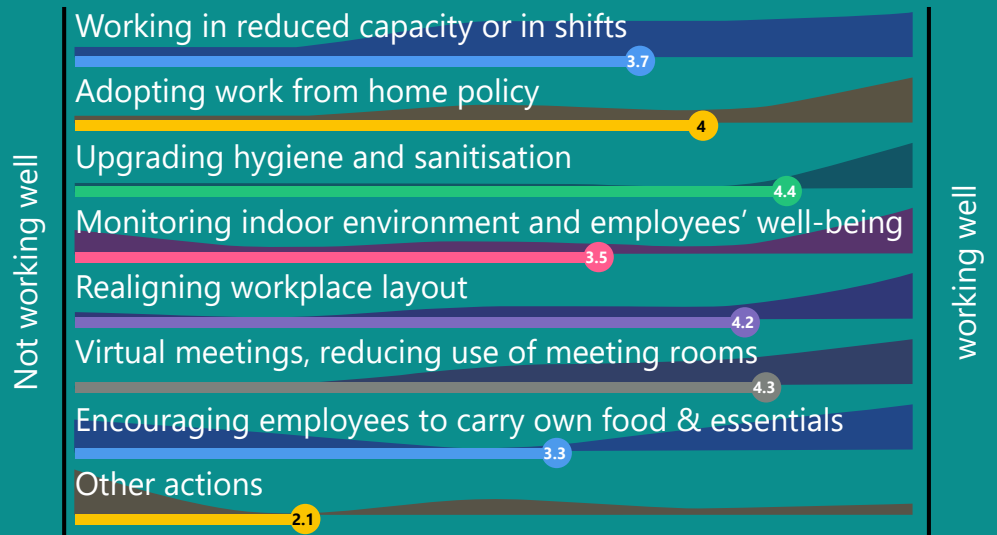 Working in reduced capacity or in shifts
3.7
Adopting work from home policy
4
Upgrading hygiene and sanitisation
4.4
Monitoring indoor environment and employees’ well-being
3.5
Realigning workplace layout
4.2
Virtual meetings, reducing use of meeting rooms
4.3
Encouraging employees to carry own food & essentials
3.3
Other actions
2.1
Not working well
working well